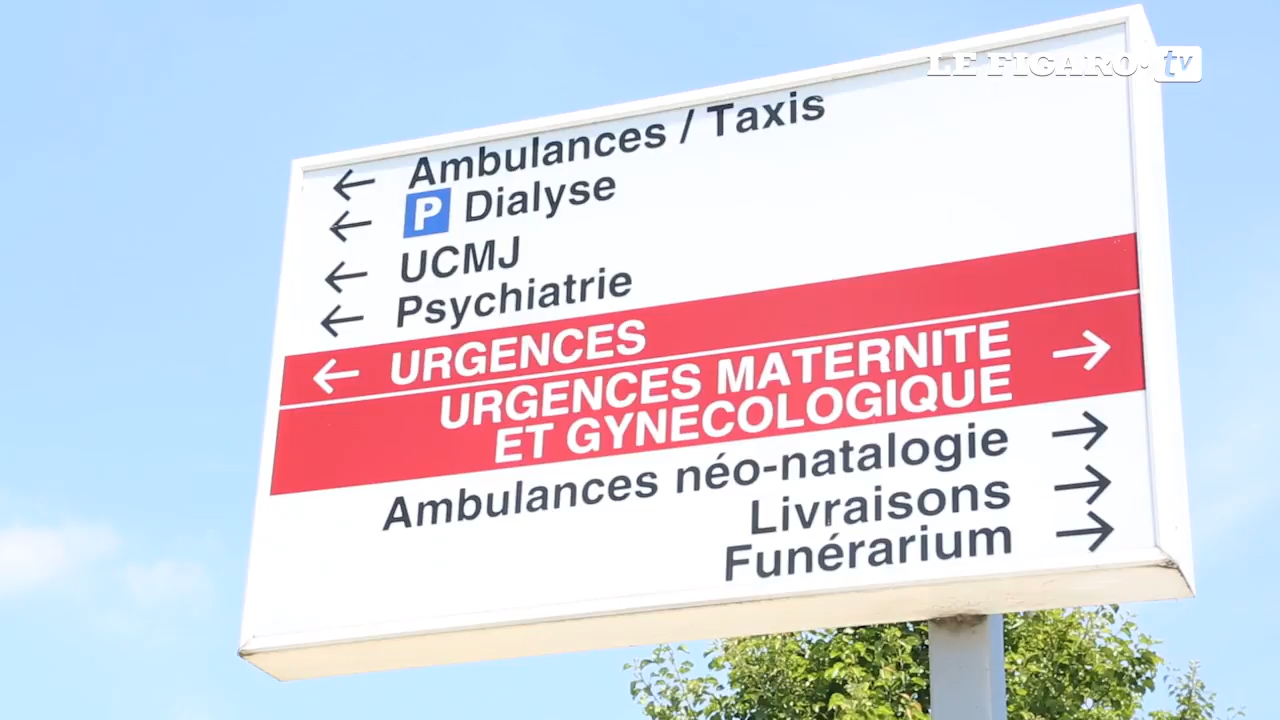 LE FIGARO·tv
Ambulances / Taxis
P Dialyse
UCMJ
Psychiatrie
URGENCES
URGENCES MATERNITE
ET GYNECOLOGIQUE
Ambulances néo-natalogie
Livraisons
Funérarium